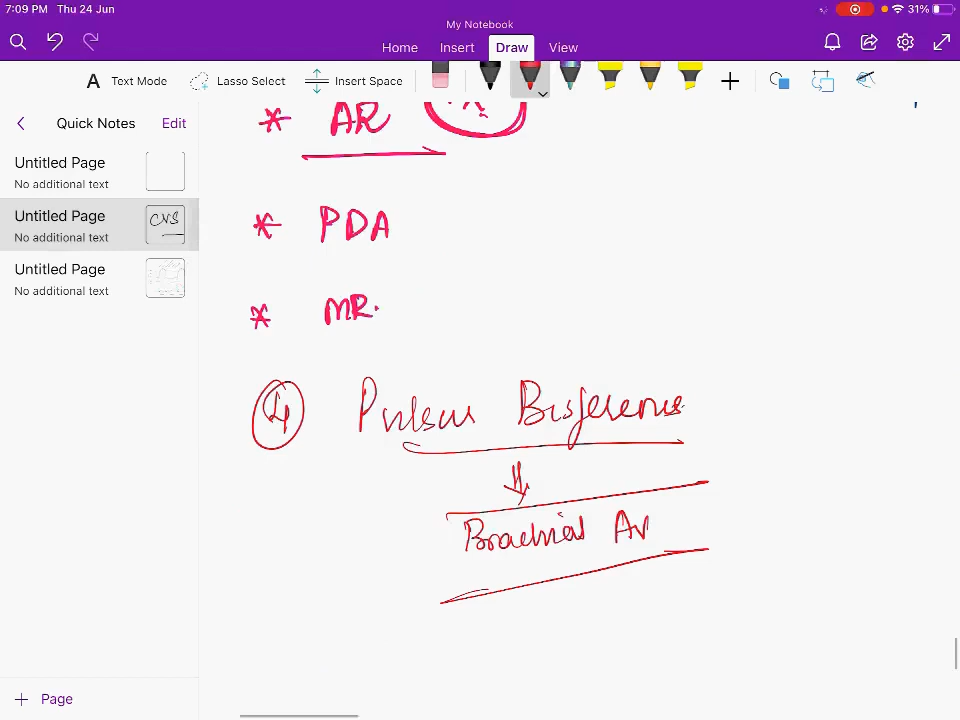 7:09 PM Thu 24 Jun 31%
My Notebook
Home Insert Draw View
Text Mode Lasso Select Insert Space
Quick Notes Edit
Untitled Page
No additional text
Untitled Page
No additional text
CNS
Untitled Page
No additional text
Page
* AR
* PDA
* MR.
4 Pulsus Bisferens
Brachial Ar